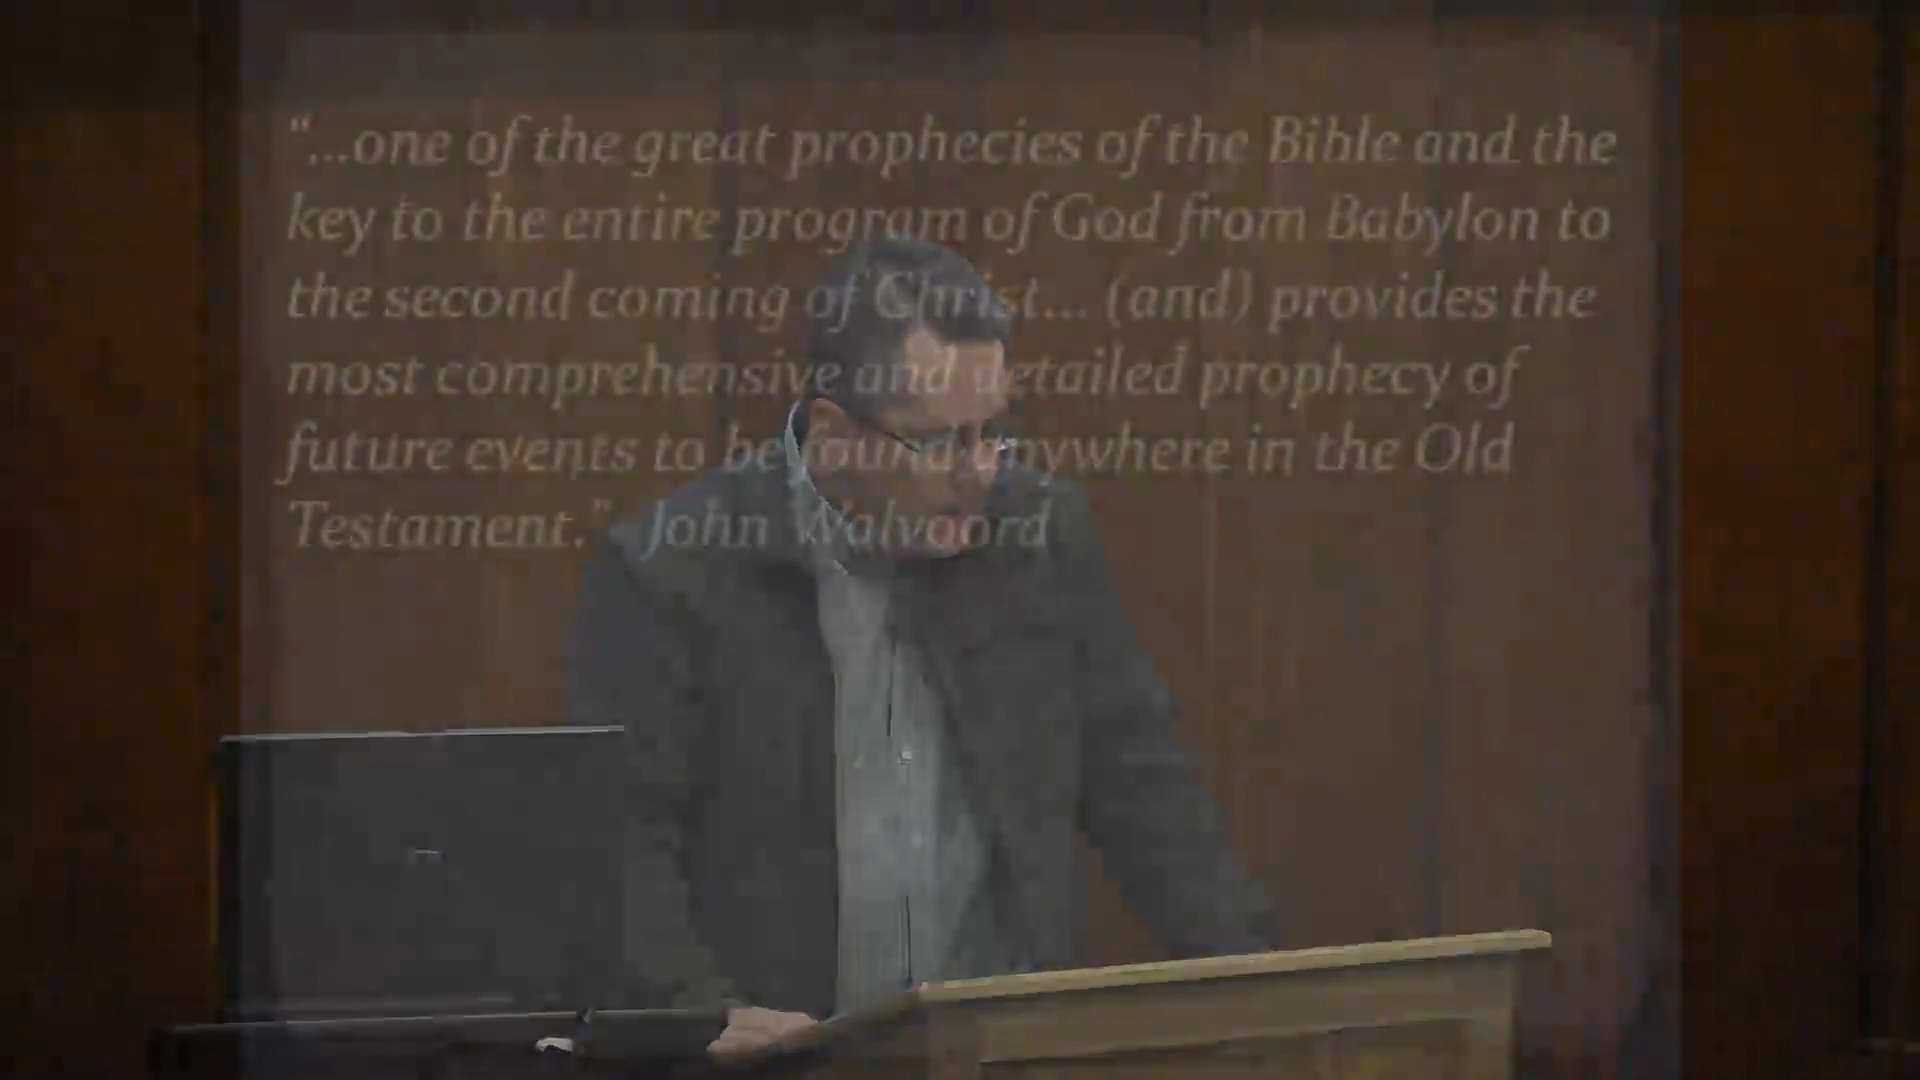 “...one of the great prophecies of the Bible and the
key to the entire program of God from Babylon to
the second coming of Christ... (and) provides the
most comprehensive and detailed prophecy of
future events to be found anywhere in the Old
Testament.” John Walvoord